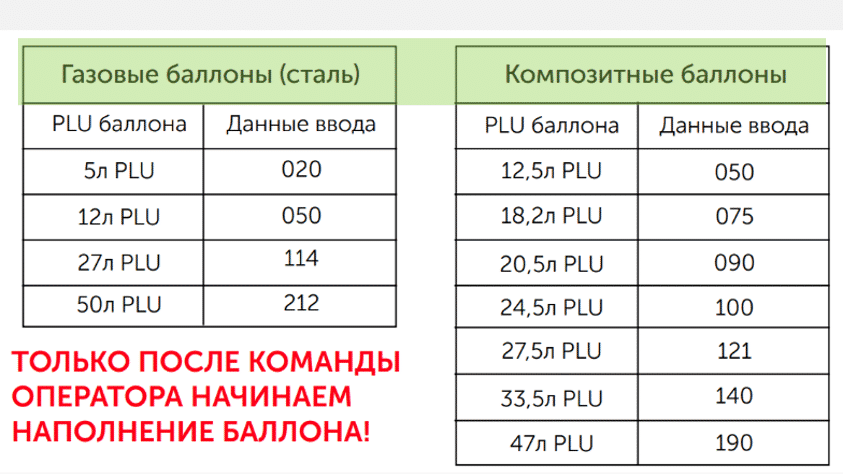 Газовые баллоны (сталь)
PLU баллона Данные ввода
5л PLU 020
12л PLU 050
27л PLU 114
50л PLU 212
ТОЛЬКО ПОСЛЕ КОМАНДЫ
ОПЕРАТОРА НАЧИНАЕМ
НАПОЛНЕНИЕ БАЛЛОНА!
Композитные баллоны
PLU баллона Данные ввода
12,5л PLU 050
18,2л PLU 075
20,5л PLU 090
24,5л PLU 100
27,5л PLU 121
33,5л PLU 140
47л PLU 190